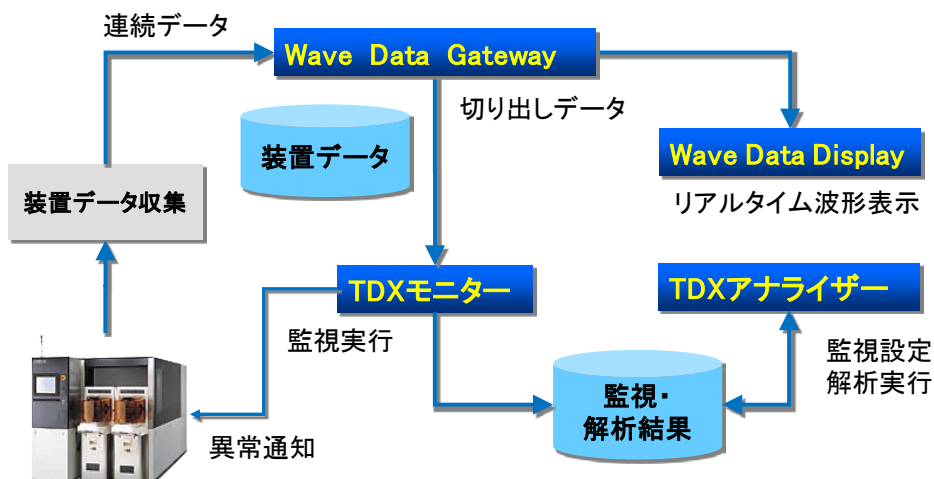 連続データ
Wave Data Gateway
切り出しデータ
装置データ
Wave Data Display
リアルタイム波形表示
装置データ収集
TDXモニター
監視実行
TDXアナライザー
監視設定
解析実行
監視・
解析結果
異常通知